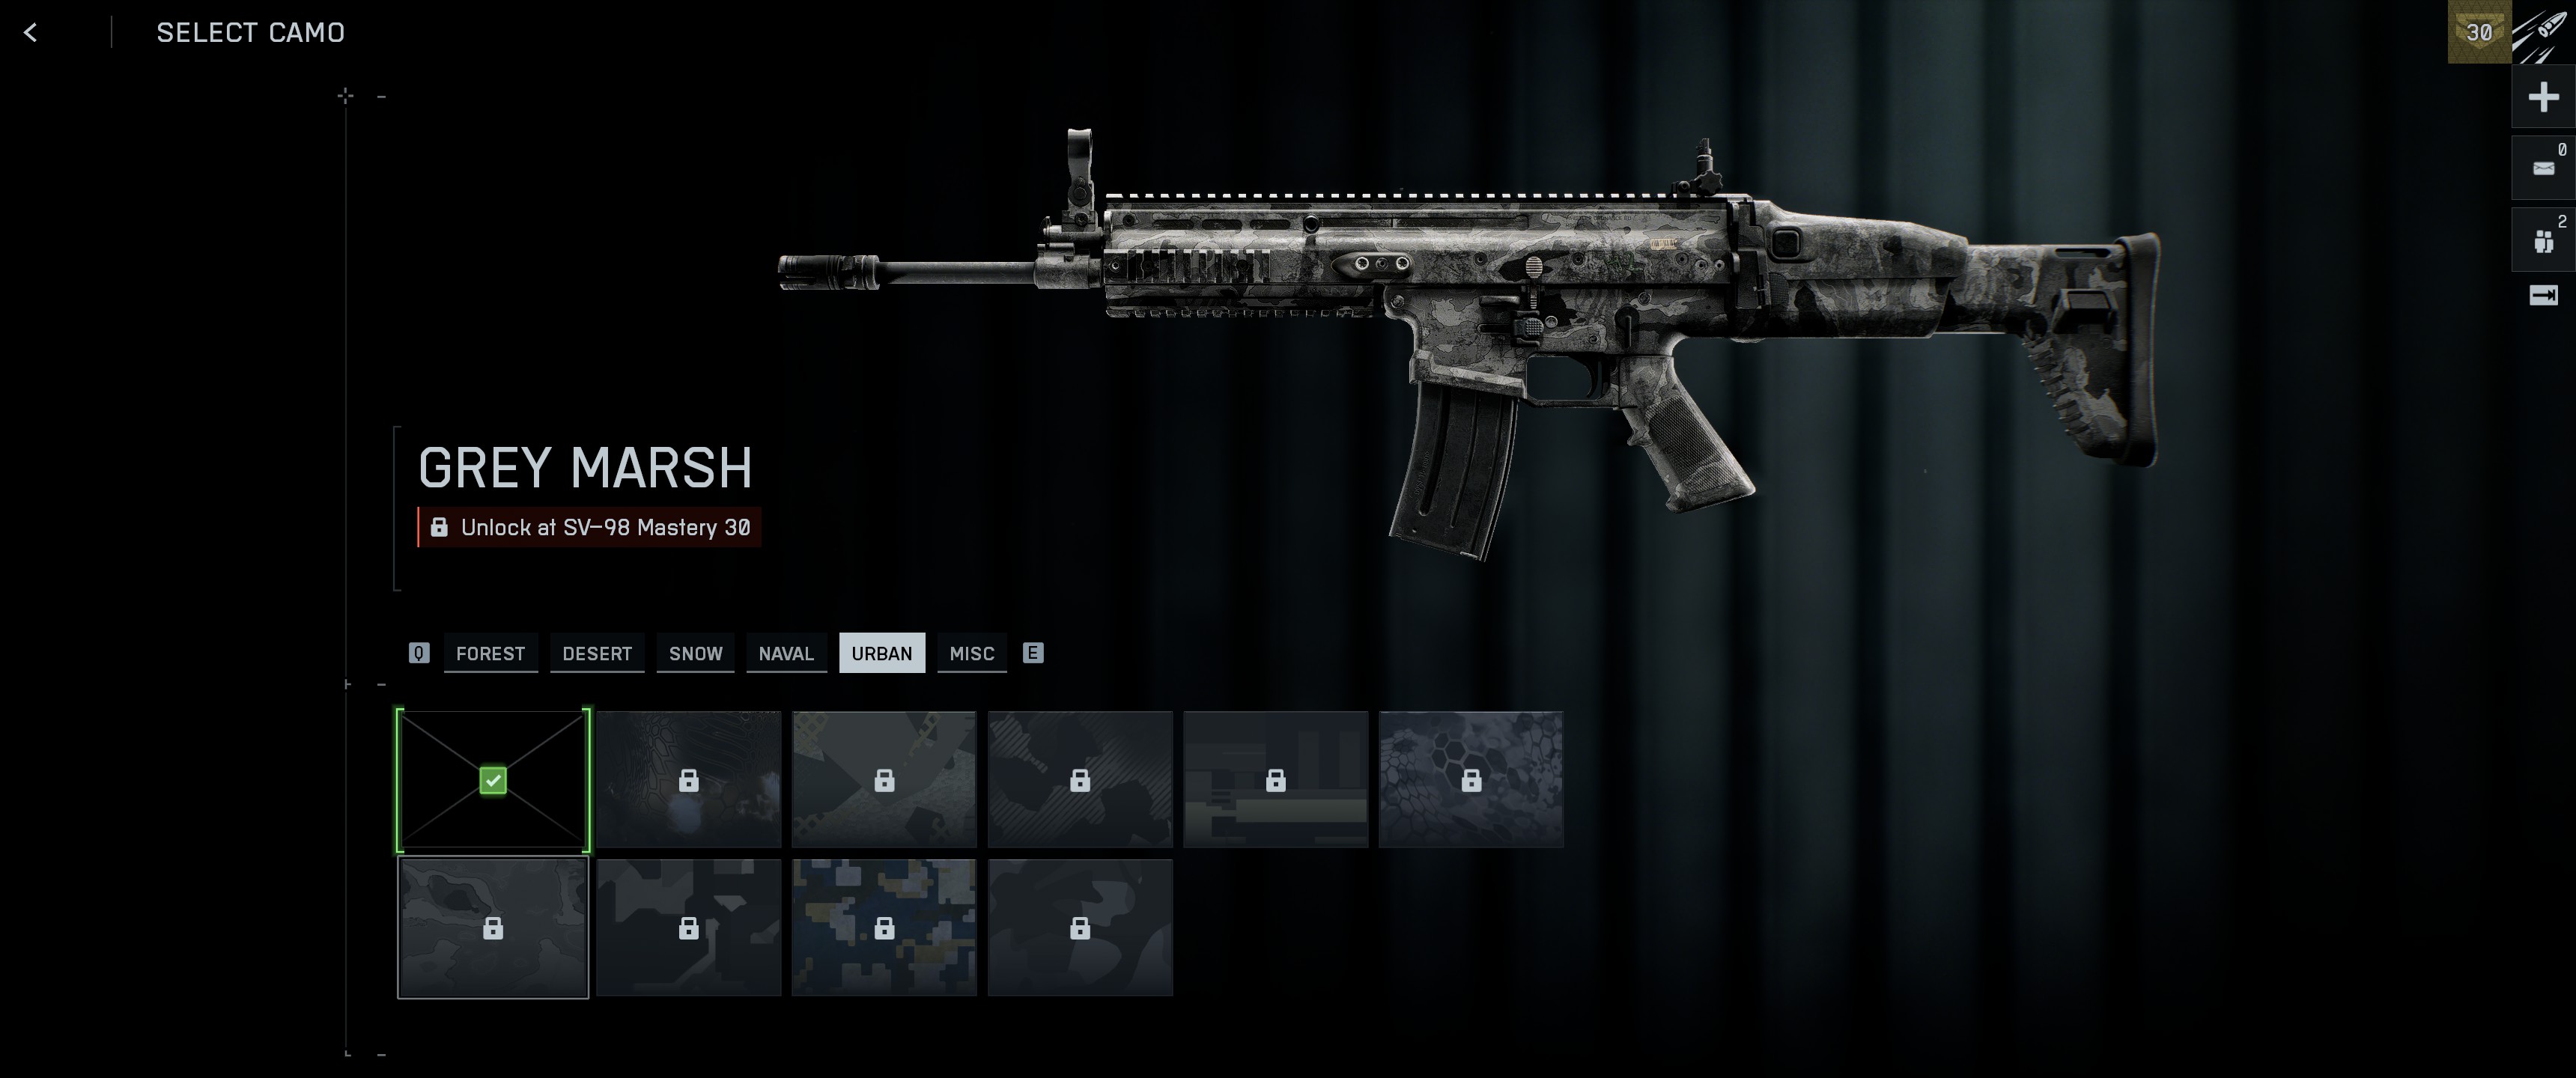 SELECT CAMO
30
0
2
GREY MARSH
Unlock at SV-98 Mastery 30
Q FOREST DESERT SNOW NAVAL URBAN MISC E